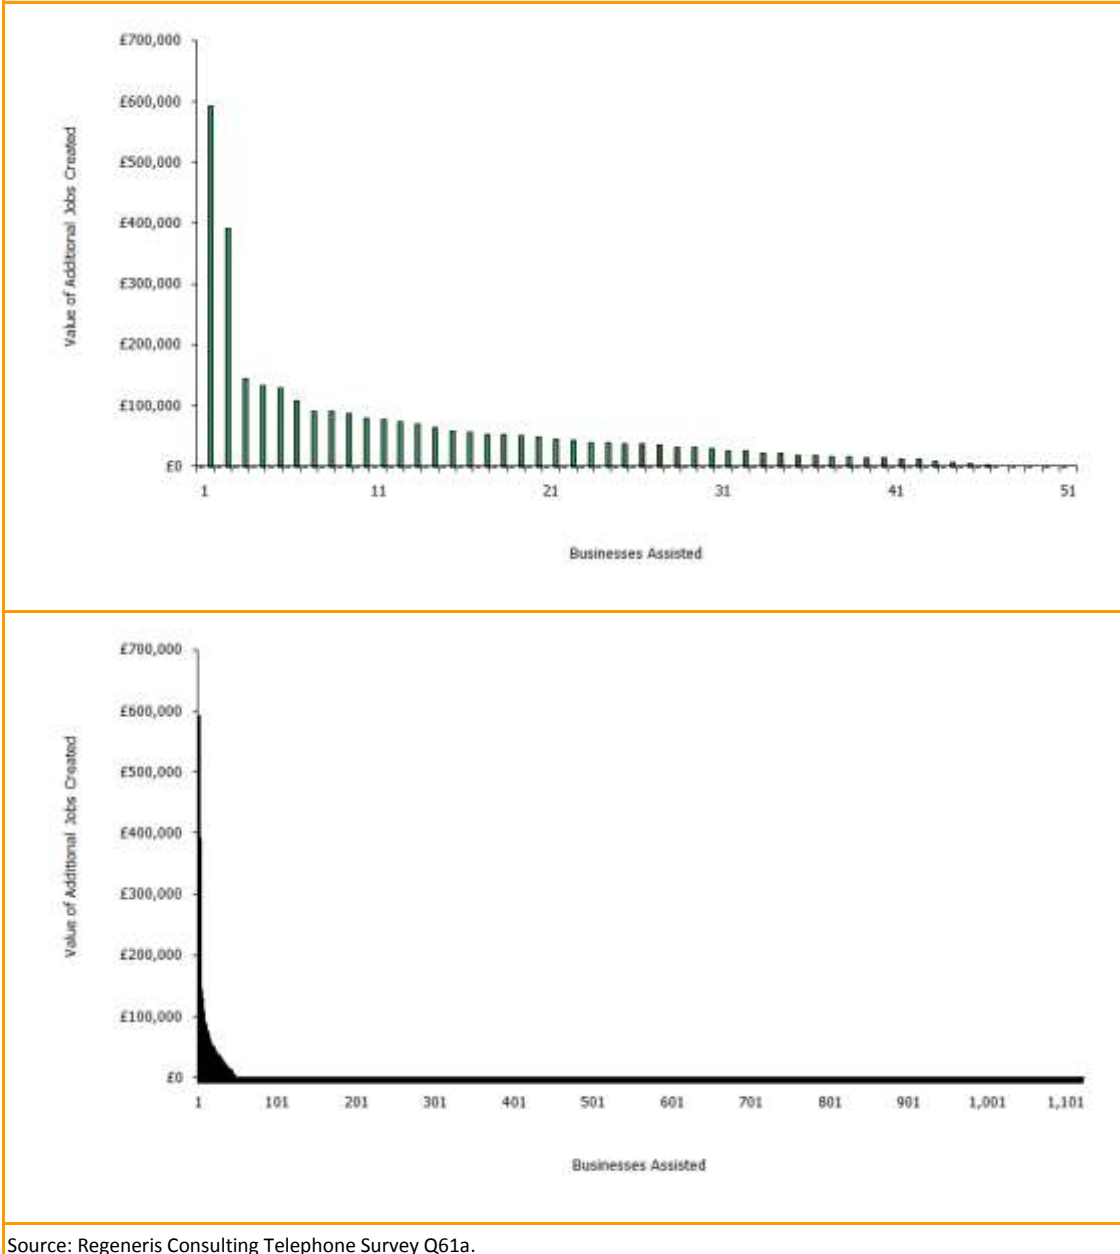 £700,000
£600,000
£500,000
£400,000
£300,000
£200,000
£100,000
£0
Value of Additional Jobs Created
1 11 21 31 41 51
Businesses Assisted
£700,000
£600,000
£500,000
£400,000
£300,000
£200,000
£100,000
£0
Value of Additional Jobs Created
1 101 201 301 401 501 601 701 801 901 1,001 1,101
Businesses Assisted
Source: Regeneris Consulting Telephone Survey Q61a.